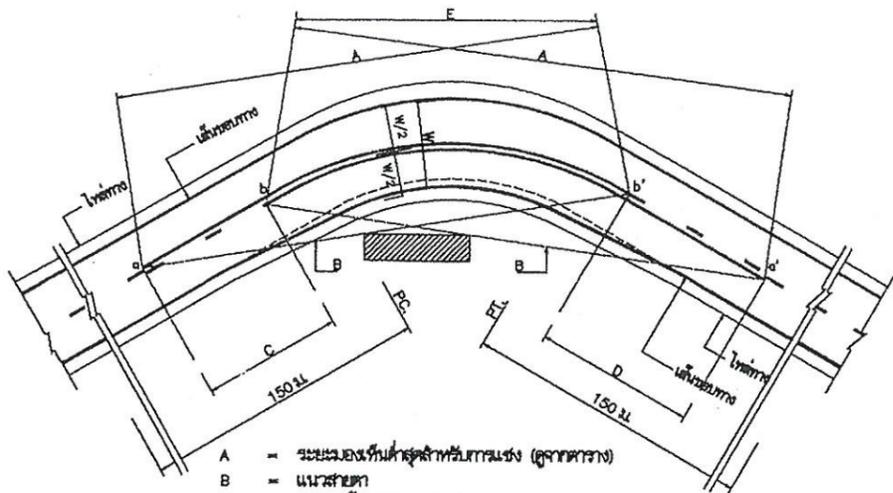 E
A
A
W/2
W
W/2
เส้นขอบทาง
ไหล่ทาง
b
b'
a
a'
B
B
P.C.
P.T.
C
D
150 ม
150 ม
ไหล่ทาง
เส้นขอบทาง
A = ระยะมองเห็นต่ำสุดสำหรับการแซง (ดูจากตาราง)
B = แนวสายตา